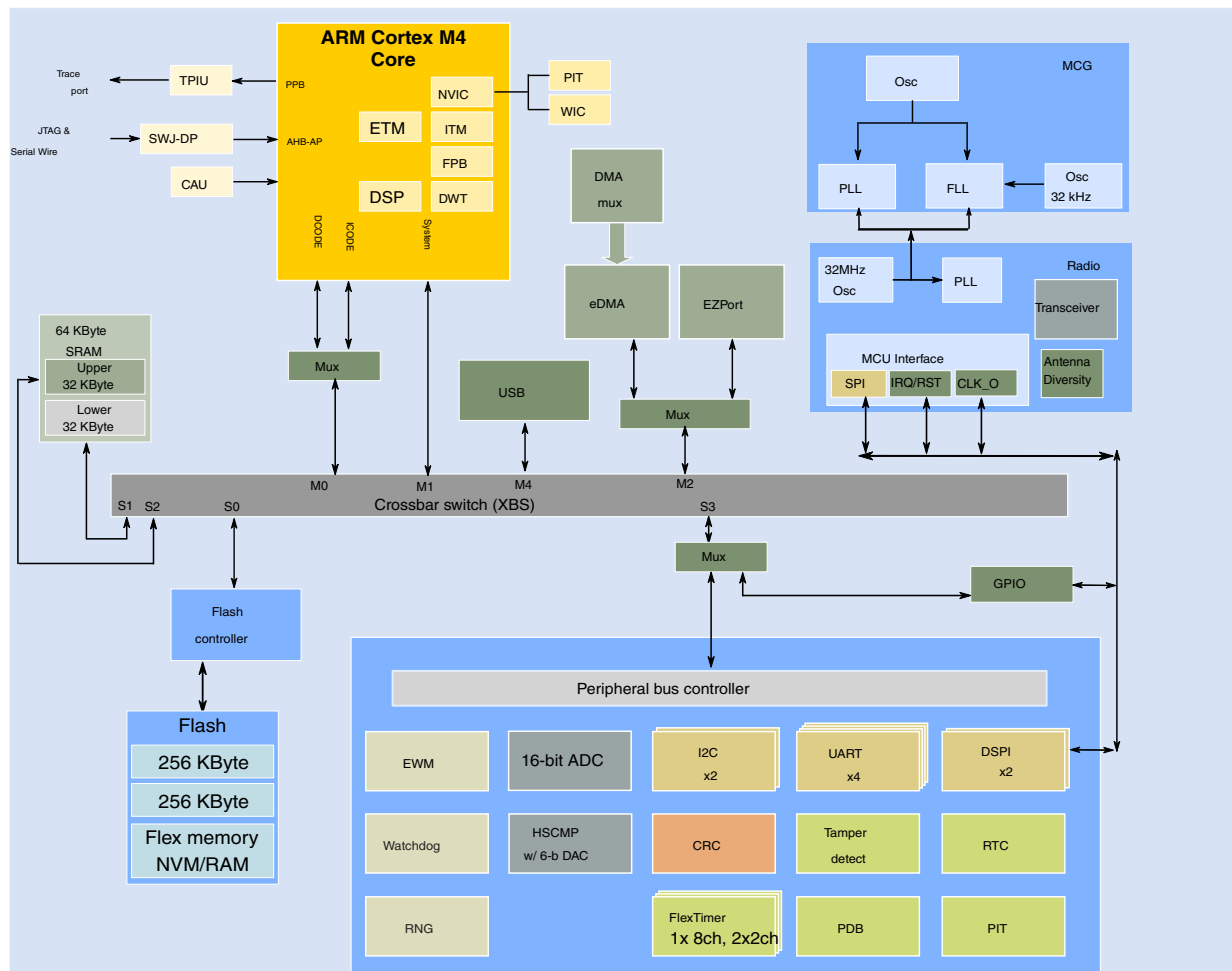 ARM Cortex M4
Core
Trace
port
TPIU
PPB
JTAG &
Serial Wire
SWJ-DP
AHB-AP
CAU
ETM
DSP
NVIC
ITM
FPB
DWT
PIT
WIC
DCODE
ICODE
System
DMA
mux
eDMA
EZPort
MCG
Osc
PLL
FLL
Osc
32 kHz
32MHz
Osc
PLL
Radio
Transceiver
MCU Interface
SPI
IRQ/RST
CLK_O
Antenna
Diversity
64 KByte
SRAM
Upper
32 KByte
Lower
32 KByte
Mux
USB
Mux
M0
M1
M4
M2
Crossbar switch (XBS)
S1
S2
S0
S3
Mux
GPIO
Flash
controller
Flash
256 KByte
256 KByte
Flex memory
NVM/RAM
Peripheral bus controller
EWM
16-bit ADC
I2C
x2
UART
x4
DSPI
x2
Watchdog
HSCMP
w/ 6-b DAC
CRC
Tamper
detect
RTC
RNG
FlexTimer
1x 8ch, 2x2ch
PDB
PIT